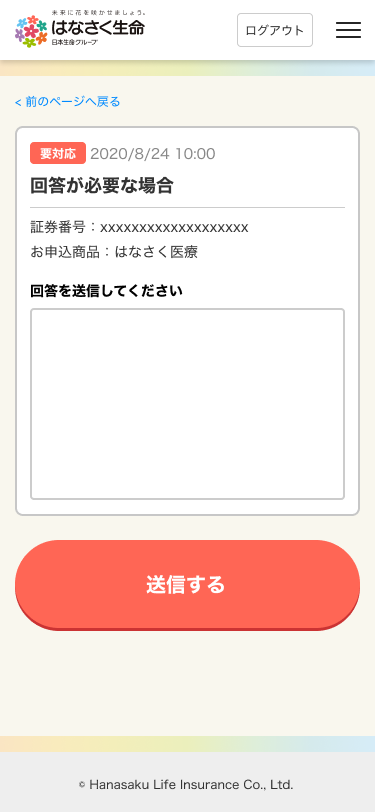 未来に花を咲かせましょう。
はなさく生命
日本生命グループ
ログアウト
< 前のページへ戻る
要対応 2020/8/24 10:00
回答が必要な場合
証券番号：xxxxxxxxxxxxxxxxxxx
お申込商品：はなさく医療
回答を送信してください
送信する
© Hanasaku Life Insurance Co., Ltd.